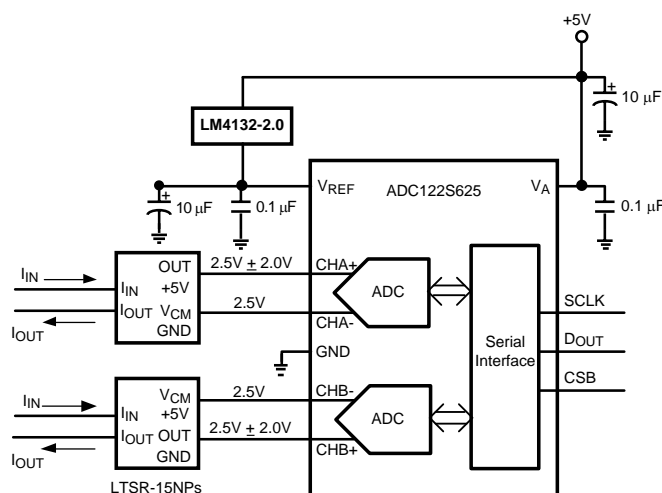 +5V
+
10 µF
LM4132-2.0
VREF
ADC122S625
VA
+
10 µF
0.1 µF
0.1 µF
IIN
OUT
2.5V ± 2.0V
CHA+
IIN
+5V
ADC
SCLK
IOUT
VCM
2.5V
IOUT
GND
CHA-
Serial
Interface
DOUT
GND
CSB
IIN
VCM
2.5V
CHB-
IIN
+5V
ADC
IOUT
OUT
2.5V ± 2.0V
IOUT
GND
CHB+
LTSR-15NPs